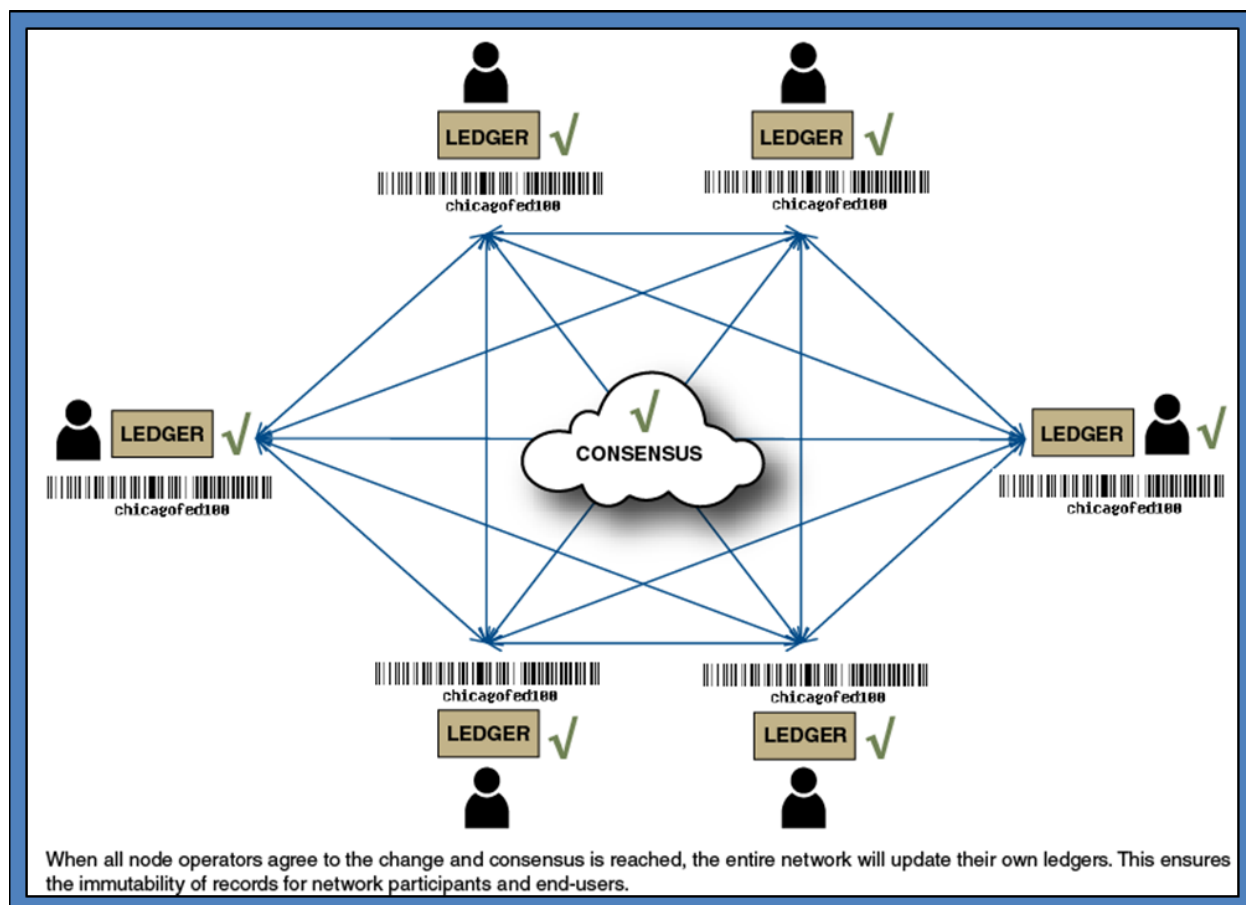 LEDGER √
LEDGER √
chicagofed100
chicagofed100
√
CONSENSUS
LEDGER √
LEDGER √
chicagofed100
chicagofed100
chicagofed100
chicagofed100
LEDGER √
LEDGER √
When all node operators agree to the change and consensus is reached, the entire network will update their own ledgers. This ensures
the immutability of records for network participants and end-users.